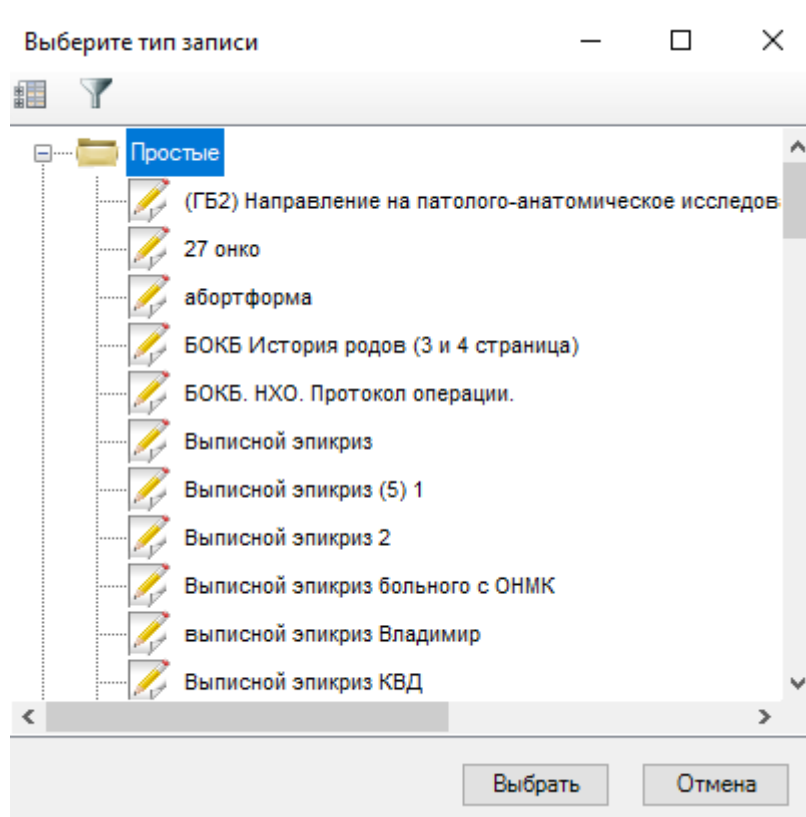 Выберите тип записи
Простые
(ГБ2) Направление на патолого-анатомическое исследов
27 онко
абортформа
БОКБ История родов (3 и 4 страница)
БОКБ. НХО. Протокол операции.
Выписной эпикриз
Выписной эпикриз (5) 1
Выписной эпикриз 2
Выписной эпикриз больного с ОНМК
выписной эпикриз Владимир
Выписной эпикриз КВД
Выбрать Отмена